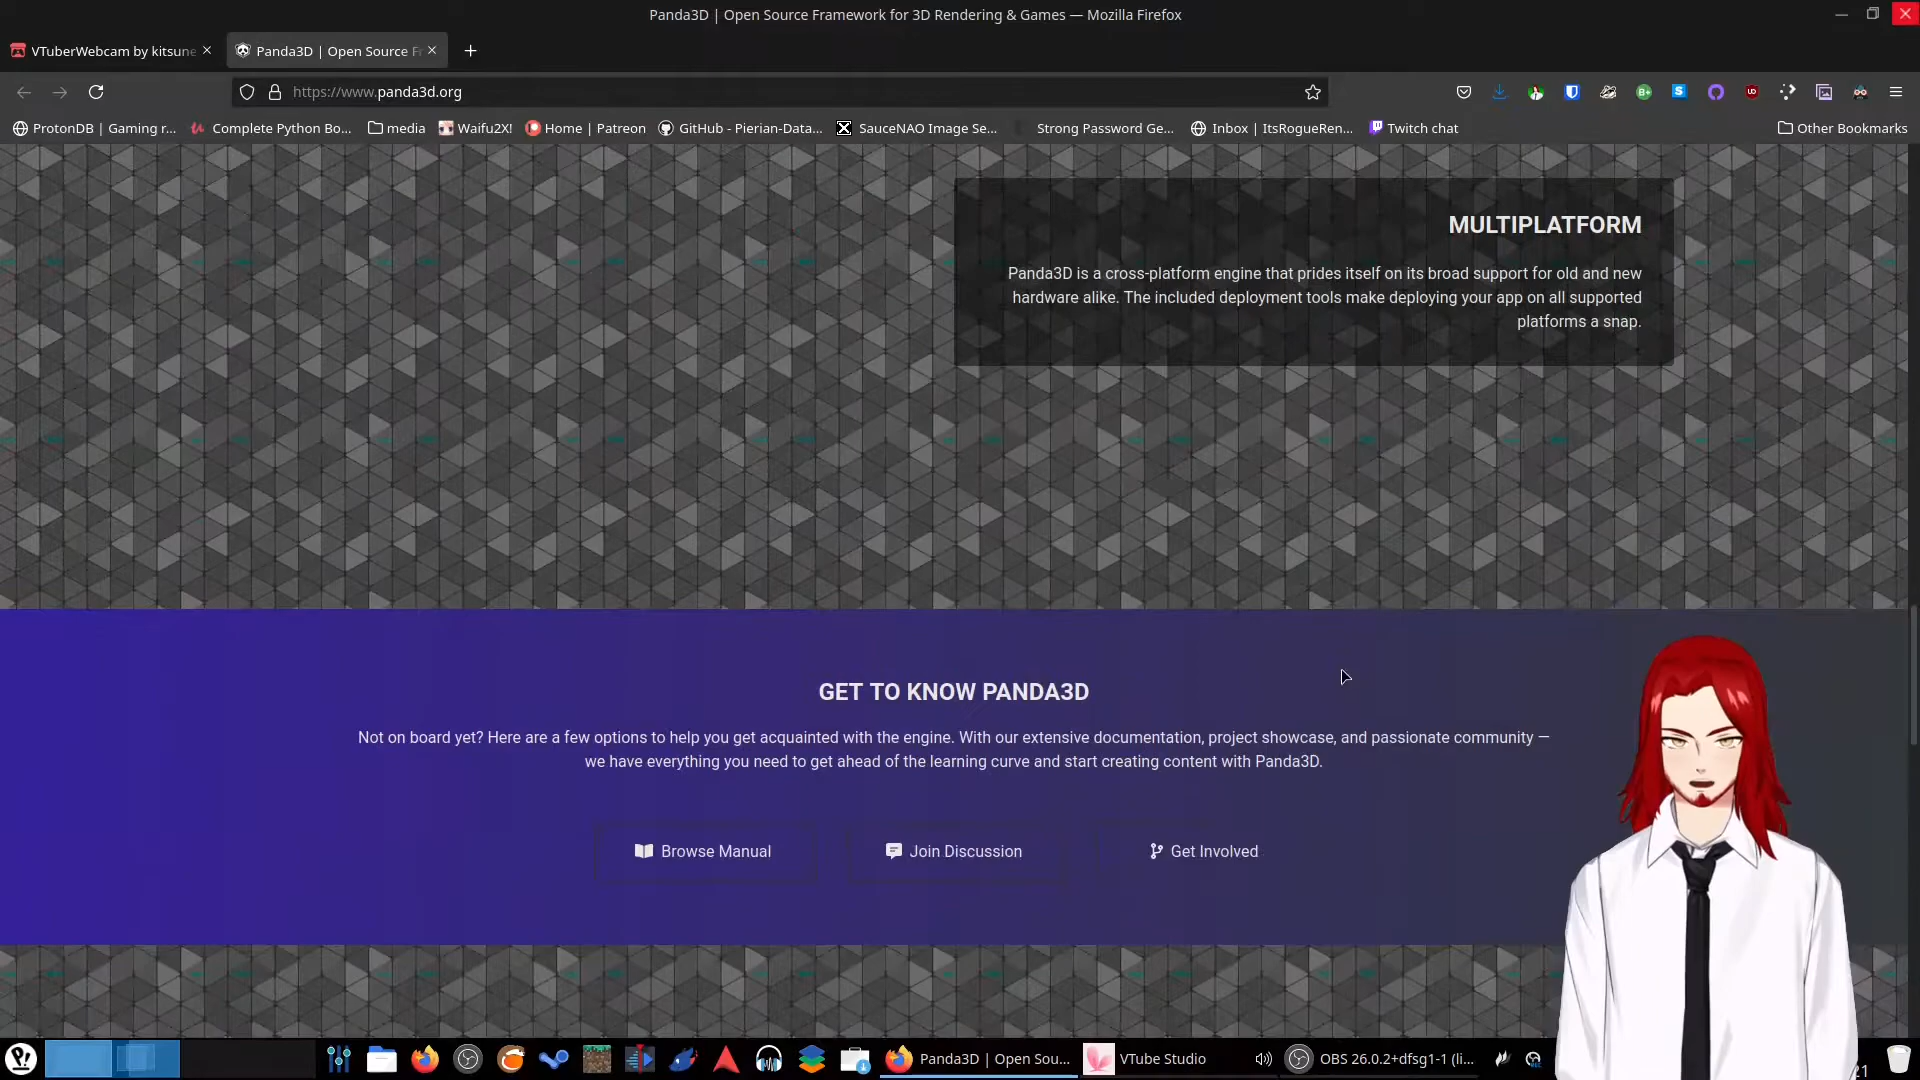 Panda3D | Open Source Framework for 3D Rendering & Games — Mozilla Firefox
VTuberWebcam by kitsune
Panda3D | Open Source Fr
https://www.panda3d.org
ProtonDB | Gaming r...
Complete Python Bo...
media
Waifu2X!
Home | Patreon
GitHub - Pierian-Data...
SauceNAO Image Se...
Strong Password Ge...
Inbox | ItsRogueRen...
Twitch chat
Other Bookmarks
MULTIPLATFORM
Panda3D is a cross-platform engine that prides itself on its broad support for old and new
hardware alike. The included deployment tools make deploying your app on all supported
platforms a snap.
GET TO KNOW PANDA3D
Not on board yet? Here are a few options to help you get acquainted with the engine. With our extensive documentation, project showcase, and passionate community —
we have everything you need to get ahead of the learning curve and start creating content with Panda3D.
Browse Manual
Join Discussion
Get Involved
Panda3D | Open Sou...
VTube Studio
OBS 26.0.2+dfsg1-1 (li...
21